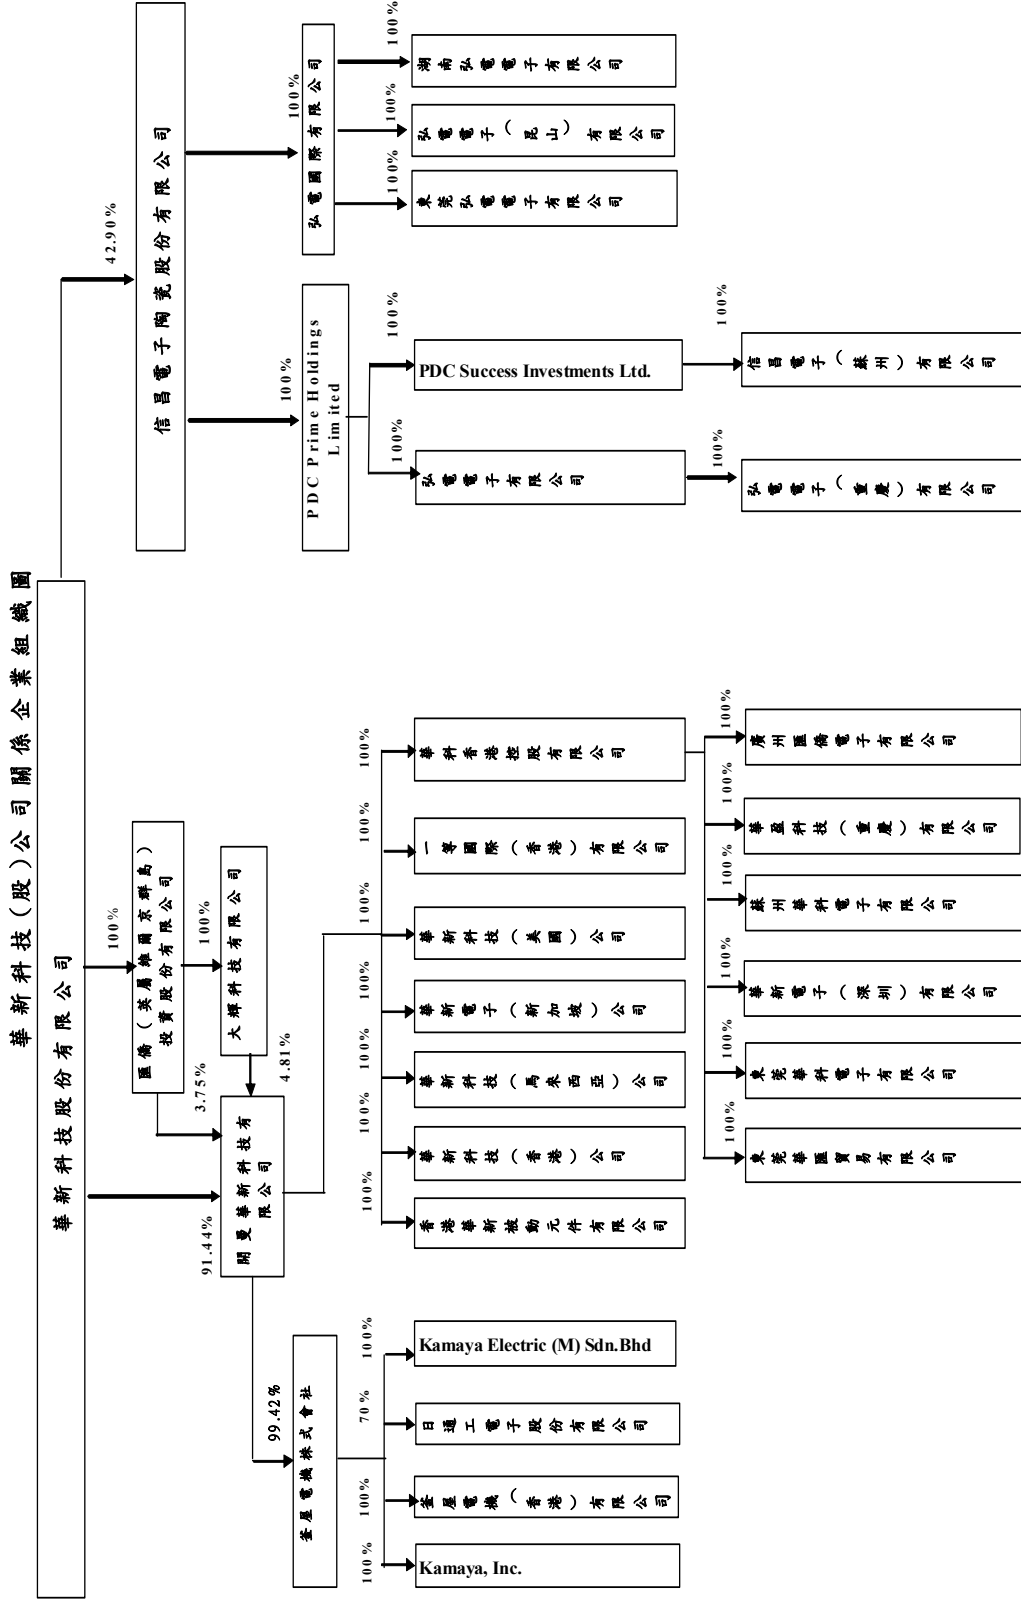 華新科技(股)公司關係企業組織圖
華新科技股份有限公司
91.44%
3.75%
100%
42.90%
匯僑（英屬維爾京群島）
投資股份有限公司
100%
大輝科技有限公司
4.81%
開曼華新科技有
限公司
99.42%
釜屋電機株式會社
100%
100%
70%
100%
Kamaya, Inc.
釜屋電機（香港）有限公司
日通工電子股份有限公司
Kamaya Electric (M) Sdn.Bhd
100%
100%
100%
100%
100%
100%
100%
香港華新被動元件有限公司
華新科技（香港）公司
華新科技（馬來西亞）公司
華新電子（新加坡）公司
華新科技（美國）公司
一等國際（香港）有限公司
華科香港控股有限公司
100%
100%
100%
100%
100%
100%
東莞華匯貿易有限公司
東莞華科電子有限公司
華新電子（深圳）有限公司
蘇州華科電子有限公司
華盈科技（重慶）有限公司
廣州匯僑電子有限公司
信昌電子陶瓷股份有限公司
100%
100%
PDC Prime Holdings
Limited
弘電國際有限公司
100%
100%
弘電電子有限公司
PDC Success Investments Ltd.
100%
100%
弘電電子（重慶）有限公司
信昌電子（蘇州）有限公司
100%
100%
100%
東莞弘電電子有限公司
弘電電子（昆山）有限公司
湖南弘電電子有限公司